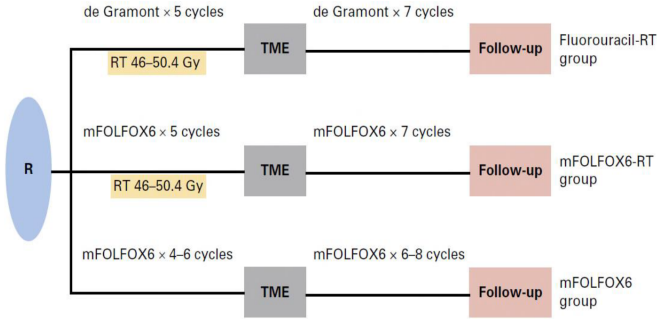 de Gramont × 5 cycles
de Gramont × 7 cycles
TME
Follow-up
Fluorouracil-RT
group
RT 46–50.4 Gy
mFOLFOX6 × 5 cycles
mFOLFOX6 × 7 cycles
R
TME
Follow-up
mFOLFOX6-RT
group
RT 46–50.4 Gy
mFOLFOX6 × 4–6 cycles
mFOLFOX6 × 6–8 cycles
TME
Follow-up
mFOLFOX6
group